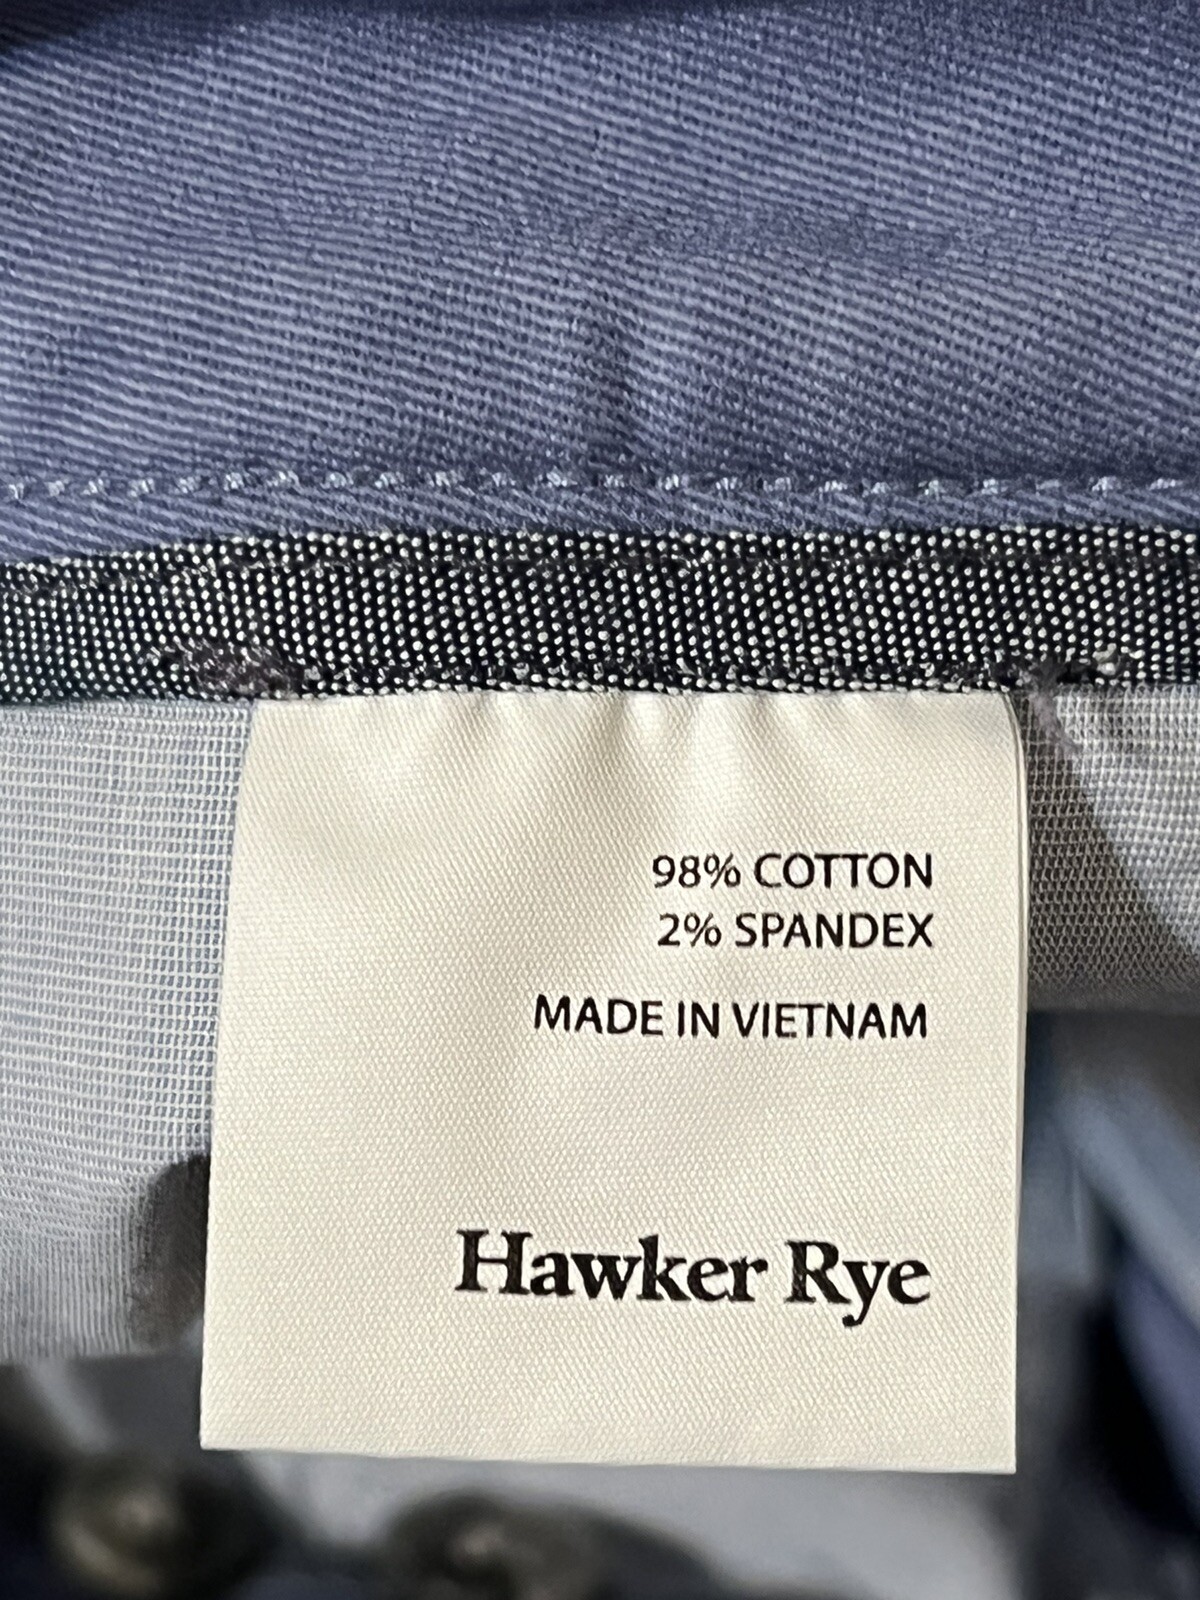 98% COTTON
2% SPANDEX
MADE IN VIETNAM
Hawker Rye